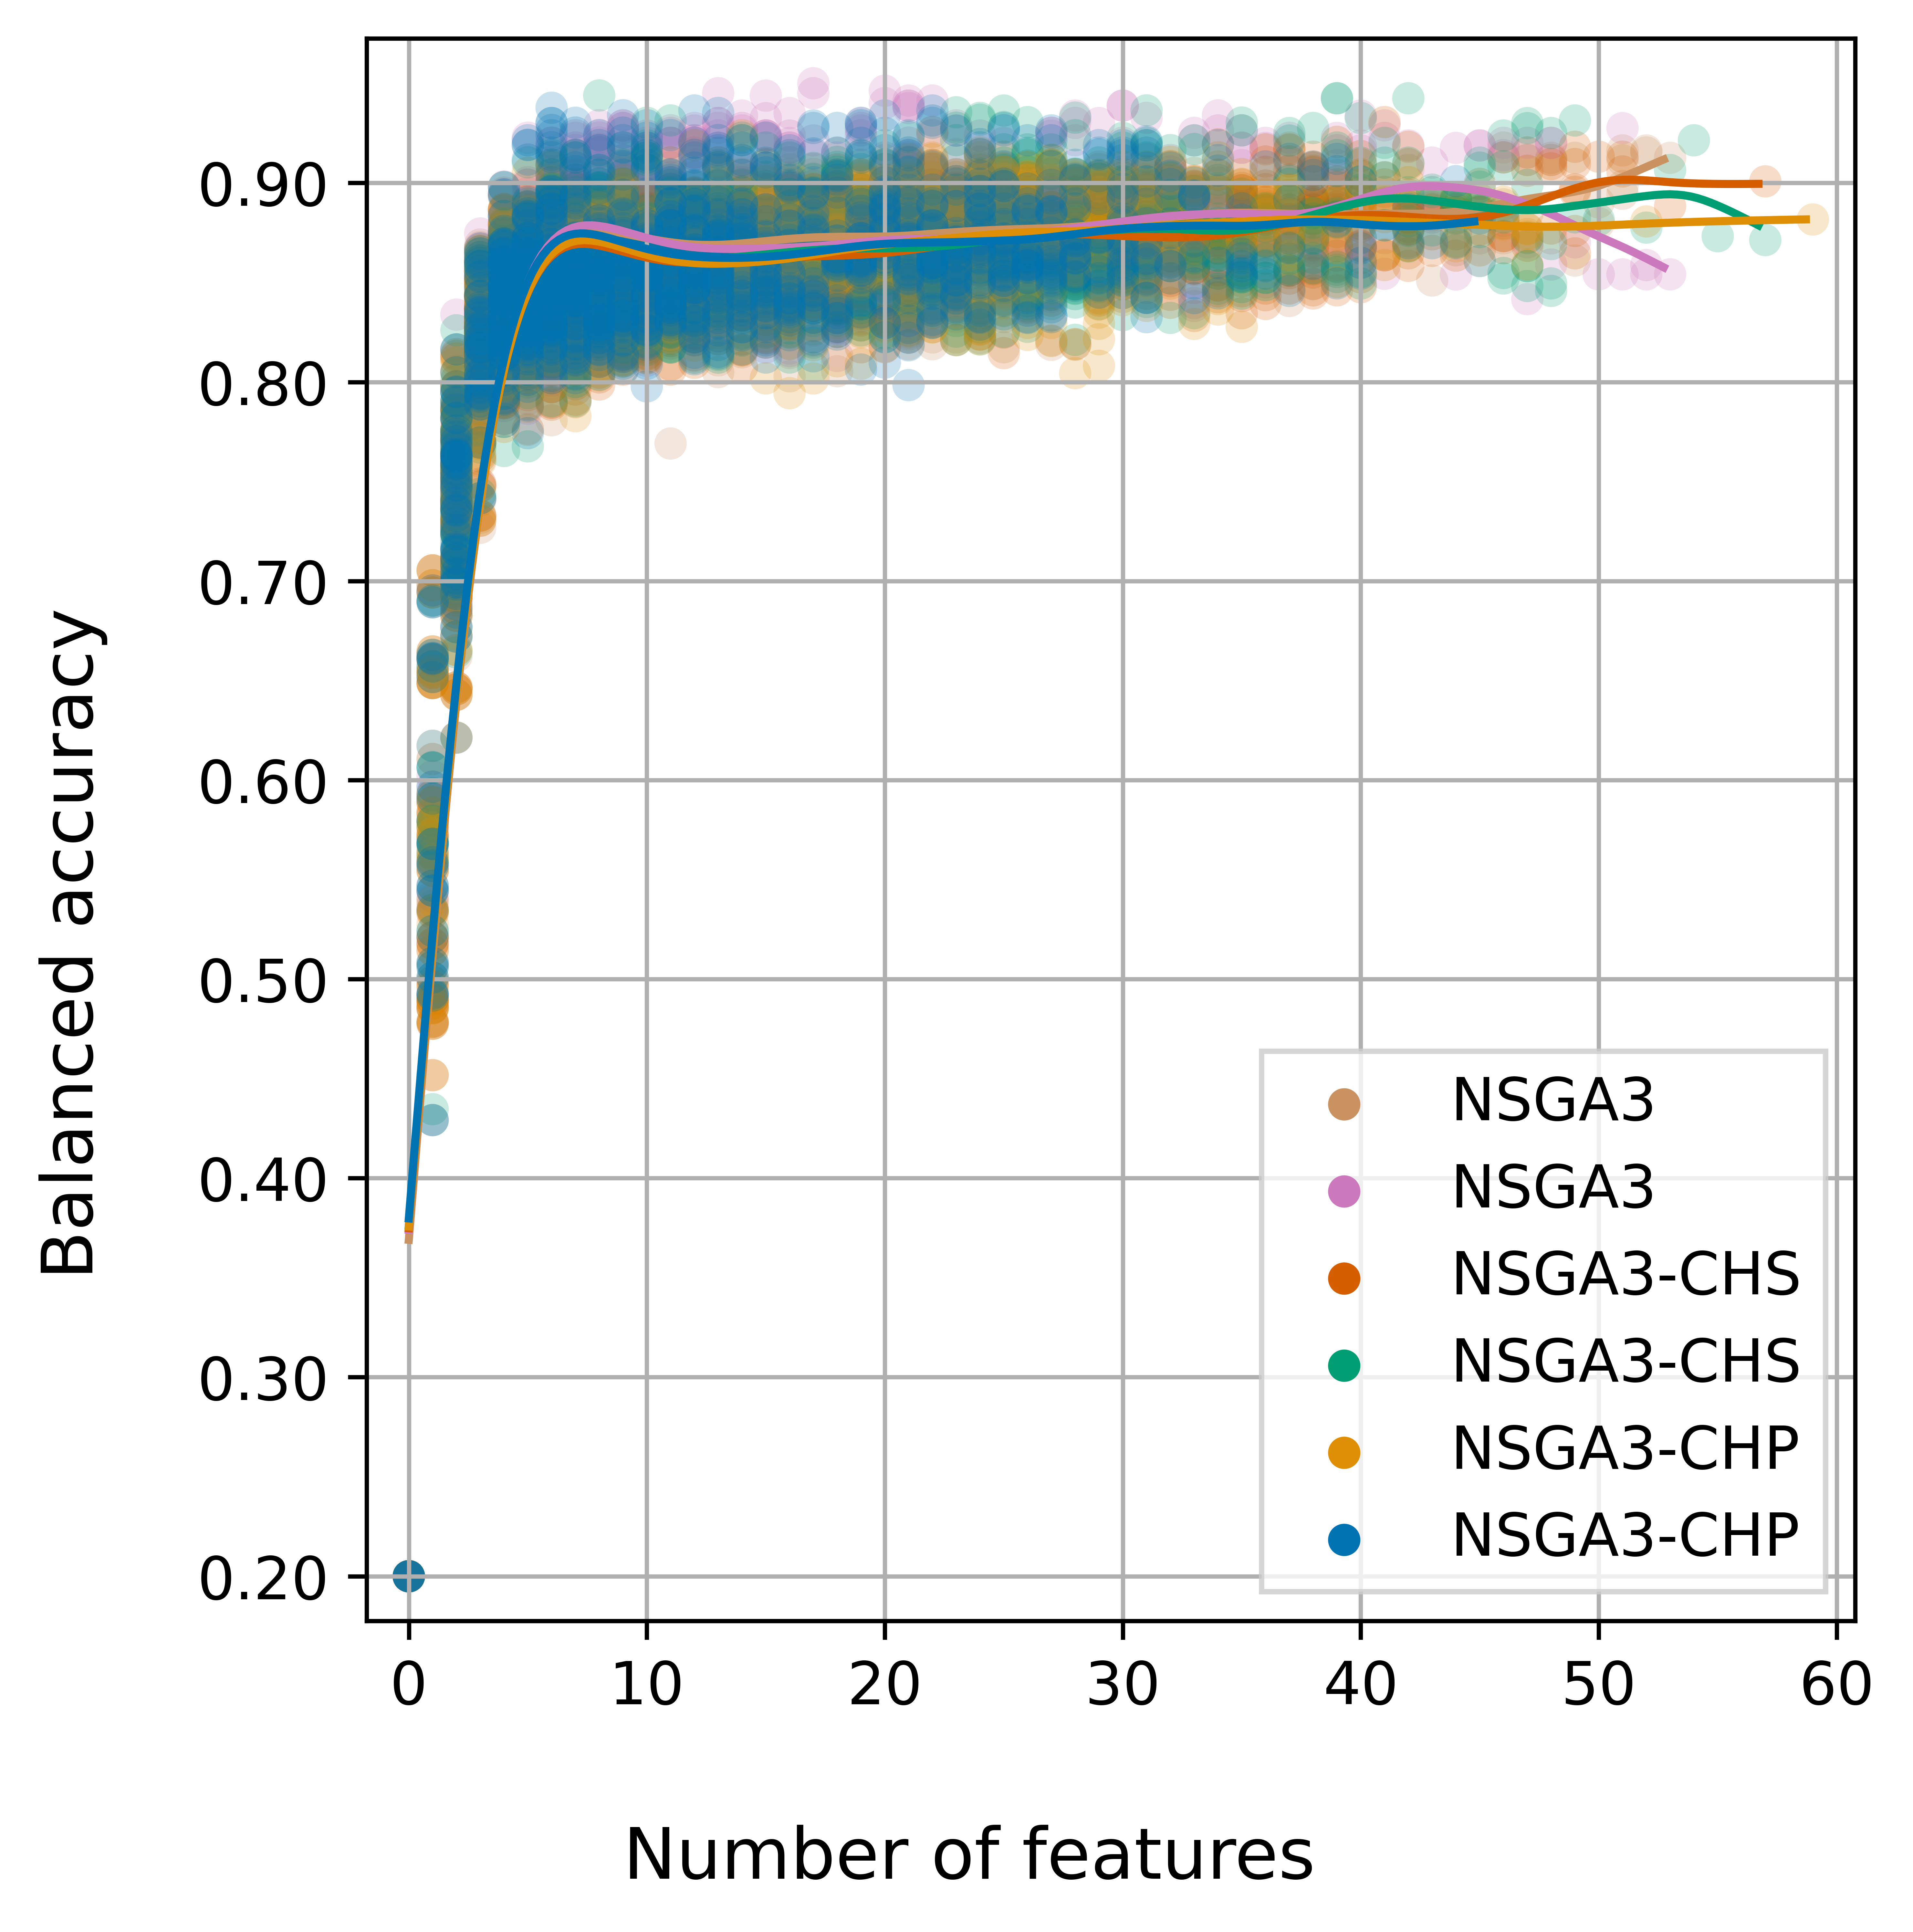 Balanced accuracy
0.90
0.80
0.70
0.60
0.50
0.40
0.30
0.20
NSGA3
NSGA3
NSGA3-CHS
NSGA3-CHS
NSGA3-CHP
NSGA3-CHP
0 10 20 30 40 50 60
Number of features